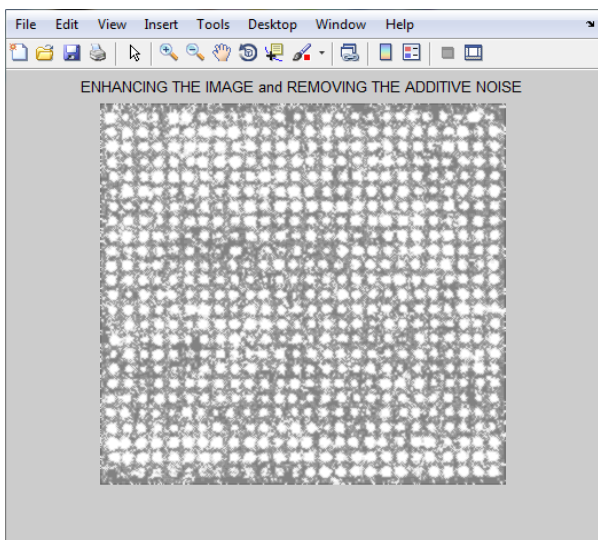 File Edit View Insert Tools Desktop Window Help
ENHANCING THE IMAGE and REMOVING THE ADDITIVE NOISE